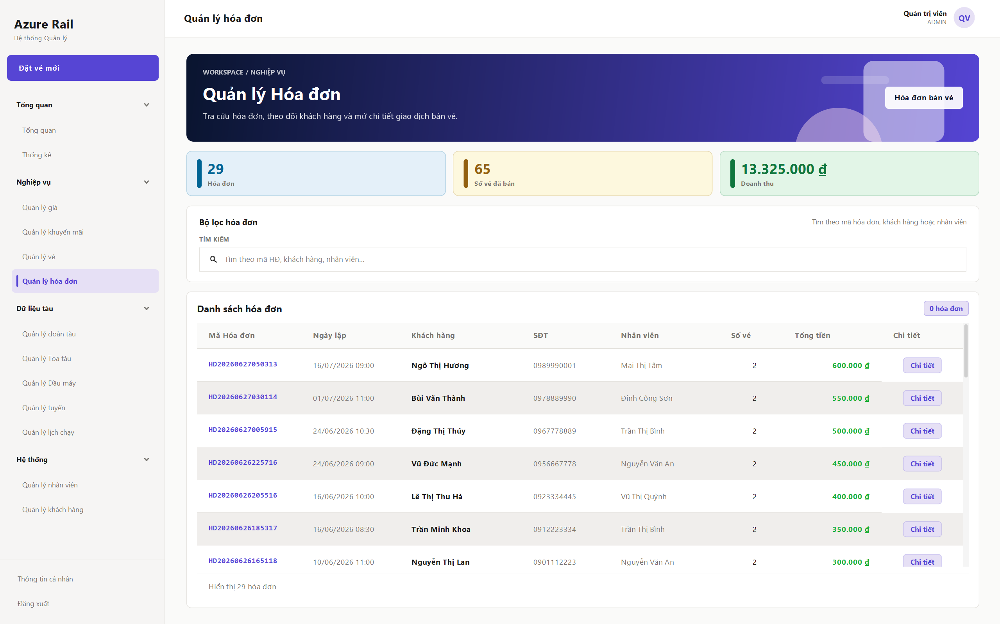 Azure Rail
Hệ thống Quản lý
Đặt vé mới
Tổng quan
Tổng quan
Thống kê
Nghiệp vụ
Quản lý giá
Quản lý khuyến mãi
Quản lý vé
Quản lý hóa đơn
Dữ liệu tàu
Quản lý đoàn tàu
Quản lý Toa tàu
Quản lý Đầu máy
Quản lý tuyến
Quản lý lịch chạy
Hệ thống
Quản lý nhân viên
Quản lý khách hàng
Thông tin cá nhân
Đăng xuất
Quản lý hóa đơn
Quản trị viên
ADMIN
QV
WORKSPACE / NGHIỆP VỤ
Quản lý Hóa đơn
Tra cứu hóa đơn, theo dõi khách hàng và mở chi tiết giao dịch bán vé.
Hóa đơn bán vé
29
Hóa đơn
65
Số vé đã bán
13.325.000 ₫
Doanh thu
Bộ lọc hóa đơn
Tìm theo mã hóa đơn, khách hàng hoặc nhân viên
TÌM KIẾM
Tìm theo mã HĐ, khách hàng, nhân viên...
Danh sách hóa đơn
0 hóa đơn
Mã Hóa đơn Ngày lập Khách hàng SĐT Nhân viên Số vé Tổng tiền Chi tiết
HD20260627050313 16/07/2026 09:00 Ngô Thị Hương 0989990001 Mai Thị Tâm 2 600.000 ₫ Chi tiết
HD20260627030114 01/07/2026 11:00 Bùi Văn Thành 0978889990 Đinh Công Sơn 2 550.000 ₫ Chi tiết
HD20260627005915 24/06/2026 10:30 Đặng Thị Thúy 0967778889 Trần Thị Bình 2 500.000 ₫ Chi tiết
HD20260626225716 24/06/2026 09:00 Vũ Đức Mạnh 0956667778 Nguyễn Văn An 2 450.000 ₫ Chi tiết
HD20260626205516 16/06/2026 10:00 Lê Thị Thu Hà 0923334445 Vũ Thị Quỳnh 2 400.000 ₫ Chi tiết
HD20260626185317 16/06/2026 08:30 Trần Minh Khoa 0912223334 Trần Thị Bình 2 350.000 ₫ Chi tiết
HD20260626165118 10/06/2026 11:00 Nguyễn Thị Lan 0901112223 Nguyễn Văn An 2 300.000 ₫ Chi tiết
Hiển thị 29 hóa đơn